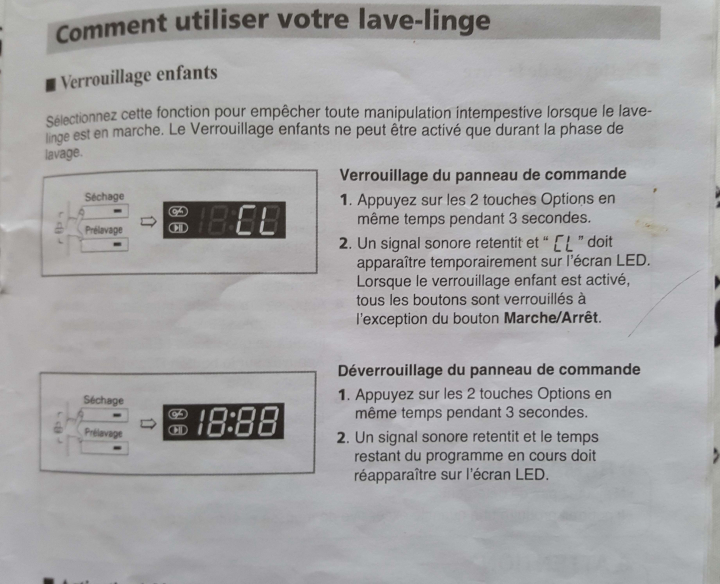 Comment utiliser votre lave-linge
■ Verrouillage enfants
Sélectionnez cette fonction pour empêcher toute manipulation intempestive lorsque le lave-
linge est en marche. Le Verrouillage enfants ne peut être activé que durant la phase de
lavage.
Séchage
Prélavage
CL
Verrouillage du panneau de commande
1. Appuyez sur les 2 touches Options en
même temps pendant 3 secondes.
2. Un signal sonore retentit et “ CL ” doit
apparaître temporairement sur l'écran LED.
Lorsque le verrouillage enfant est activé,
tous les boutons sont verrouillés à
l'exception du bouton Marche/Arrêt.
Séchage
Prélavage
18:88
Déverrouillage du panneau de commande
1. Appuyez sur les 2 touches Options en
même temps pendant 3 secondes.
2. Un signal sonore retentit et le temps
restant du programme en cours doit
réapparaître sur l'écran LED.